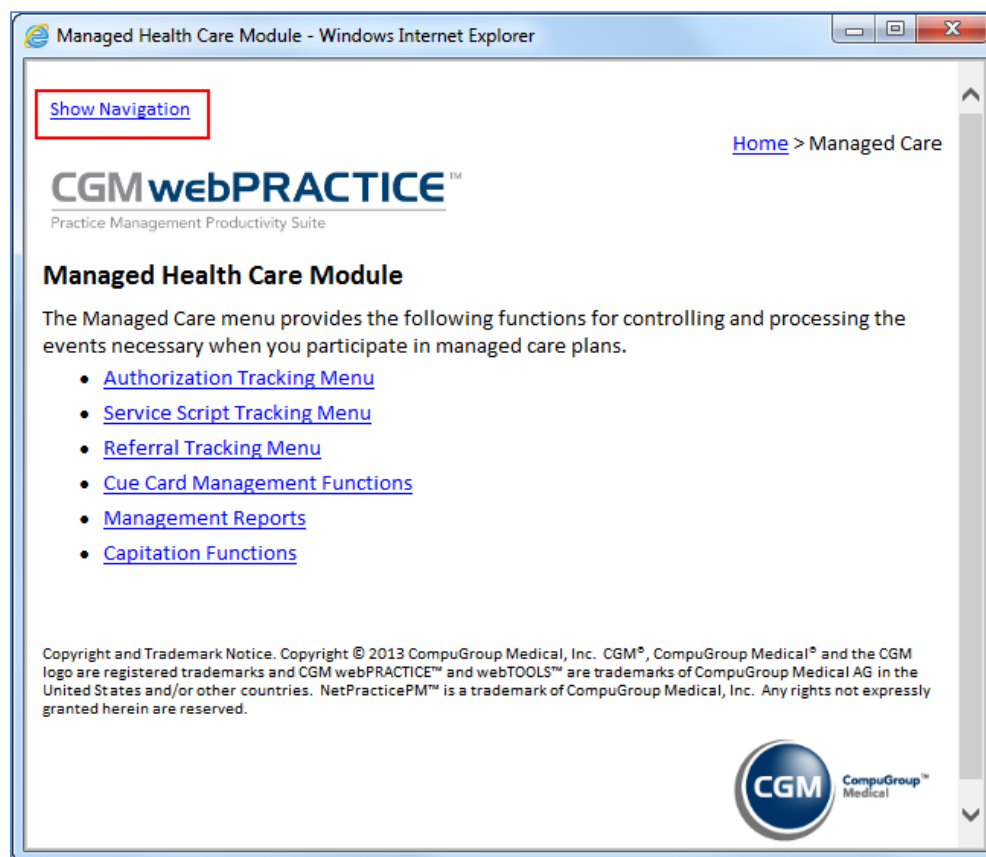 Managed Health Care Module - Windows Internet Explorer
Show Navigation
Home > Managed Care
CGM webPRACTICE™
Practice Management Productivity Suite
Managed Health Care Module
The Managed Care menu provides the following functions for controlling and processing the
events necessary when you participate in managed care plans.
• Authorization Tracking Menu
• Service Script Tracking Menu
• Referral Tracking Menu
• Cue Card Management Functions
• Management Reports
• Capitation Functions
Copyright and Trademark Notice. Copyright © 2013 CompuGroup Medical, Inc. CGM®, CompuGroup Medical® and the CGM
logo are registered trademarks and CGM webPRACTICE™ and webTOOLS™ are trademarks of CompuGroup Medical AG in the
United States and/or other countries. NetPracticePM™ is a trademark of CompuGroup Medical, Inc. Any rights not expressly
granted herein are reserved.
CGM
CompuGroup™
Medical